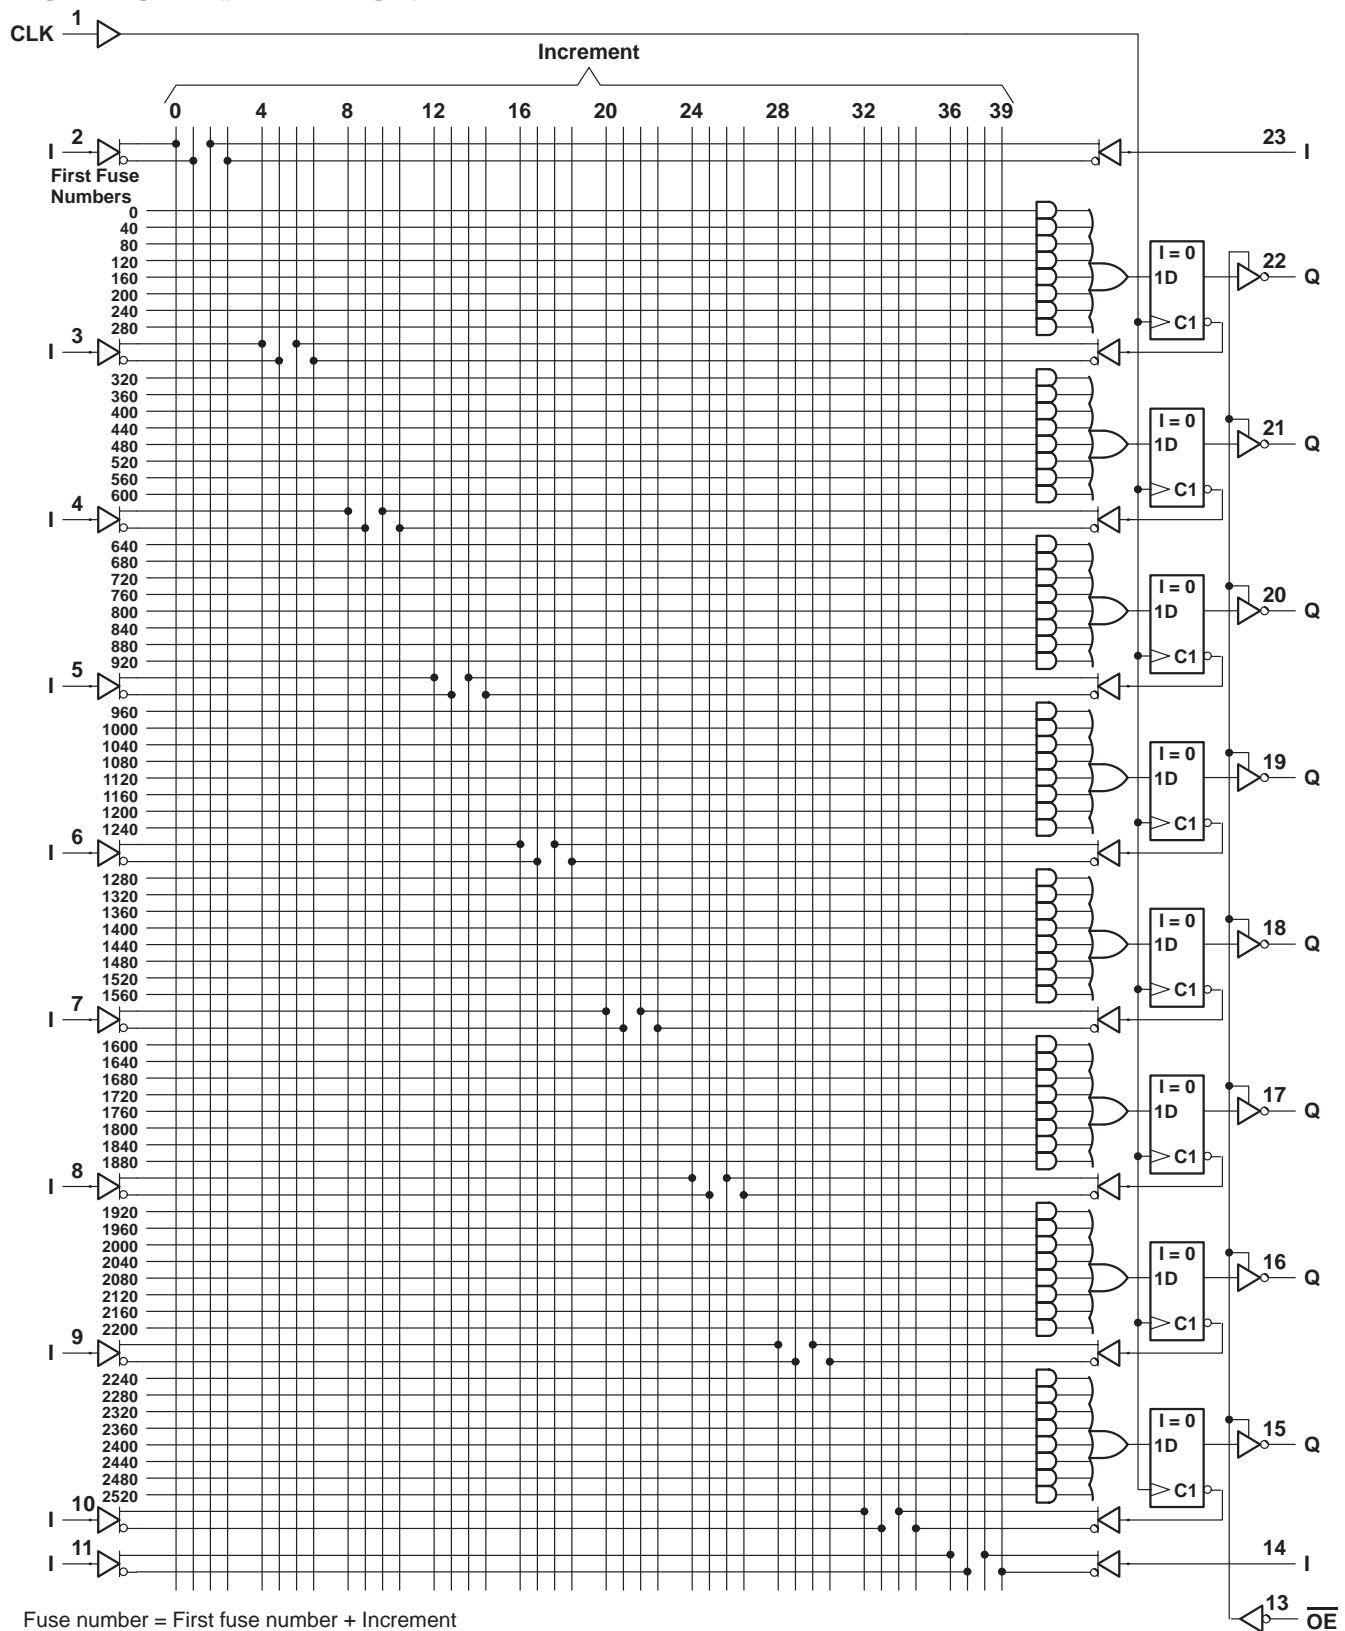 CLK 1
Increment
0 4 8 12 16 20 24 28 32 36 39
I 2 23 I
First Fuse
Numbers
0
40
80
120
160
200
240
280
I = 0
1D
C1
22 Q
I 3
320
360
400
440
480
520
560
600
I = 0
1D
C1
21 Q
I 4
640
680
720
760
800
840
880
920
I = 0
1D
C1
20 Q
I 5
960
1000
1040
1080
1120
1160
1200
1240
I = 0
1D
C1
19 Q
I 6
1280
1320
1360
1400
1440
1480
1520
1560
I = 0
1D
C1
18 Q
I 7
1600
1640
1680
1720
1760
1800
1840
1880
I = 0
1D
C1
17 Q
I 8
1920
1960
2000
2040
2080
2120
2160
2200
I = 0
1D
C1
16 Q
I 9
2240
2280
2320
2360
2400
2440
2480
2520
I = 0
1D
C1
15 Q
I 10
I 11 14 I
13 OE
Fuse number = First fuse number + Increment